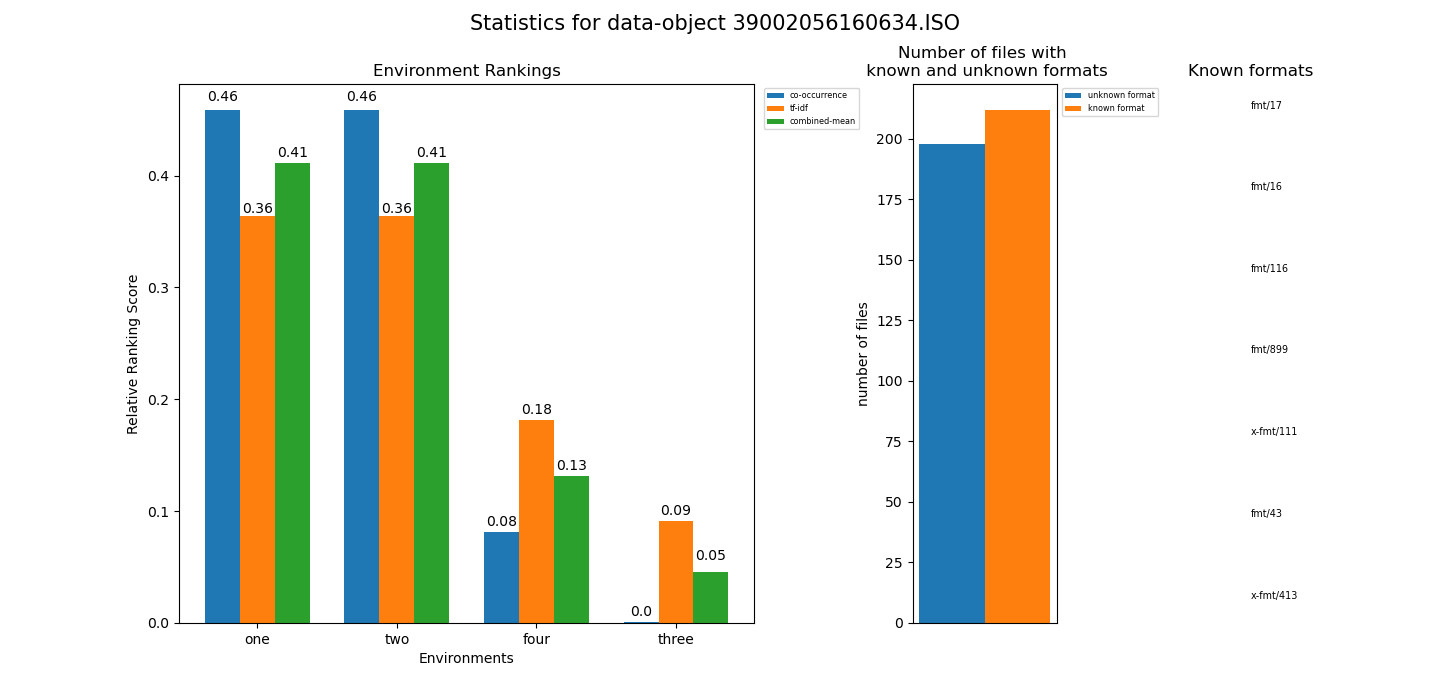 Statistics for data-object 39002056160634.ISO
Environment Rankings
0.46
0.46
0.41
0.41
0.36
0.36
0.18
0.13
0.08
0.09
0.05
0.0
0.4
0.3
0.2
0.1
0.0
Relative Ranking Score
one two four three
Environments
co-occurrence
tf-idf
combined-mean
Number of files with
known and unknown formats
200
175
150
125
100
75
50
25
0
number of files
unknown format
known format
Known formats
fmt/17
fmt/16
fmt/116
fmt/899
x-fmt/111
fmt/43
x-fmt/413